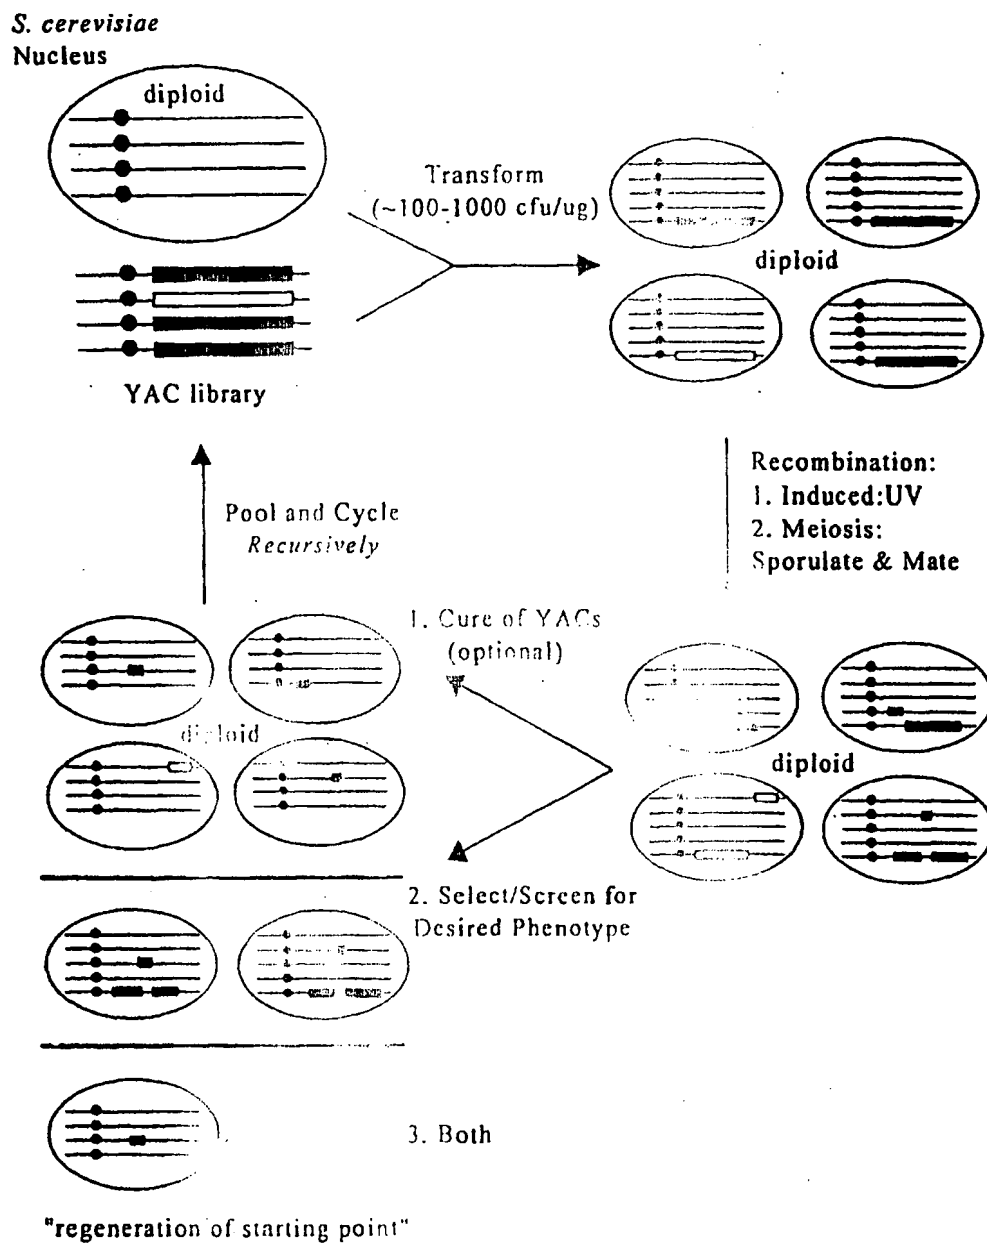 S. cerevisiae
Nucleus
diploid
YAC library
Transform
(~100-1000 cfu/ug)
diploid
Recombination:
1. Induced:UV
2. Meiosis:
Sporulate & Mate
Pool and Cycle
Recursively
1. Cure of YACs
(optional)
diploid
diploid
2. Select/Screen for
Desired Phenotype
3. Both
"regeneration of starting point"